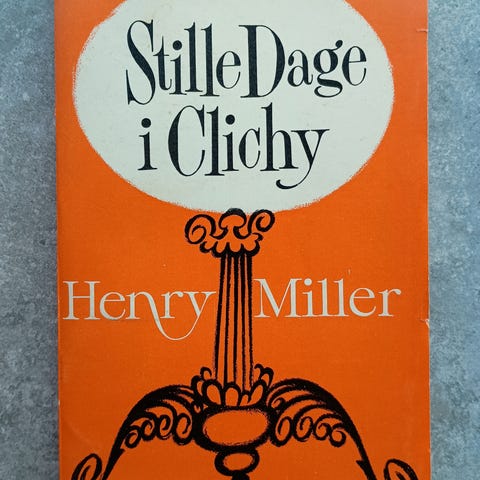 Stille Dage
i Clichy
Henry Miller